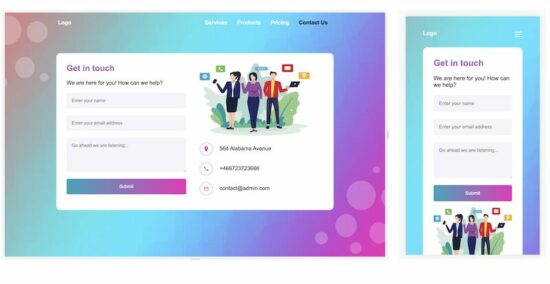 Logo
Services Products Pricing Contact Us
Get in touch
We are here for you! How can we help?
Enter your name
Enter your email address
Go ahead we are listening...
Submit
564 Alabama Avenue
+466723723666
contact@admin.com
Logo
Get in touch
We are here for you! How can
we help?
Enter your name
Enter your email address
Go ahead we are listening...
Submit